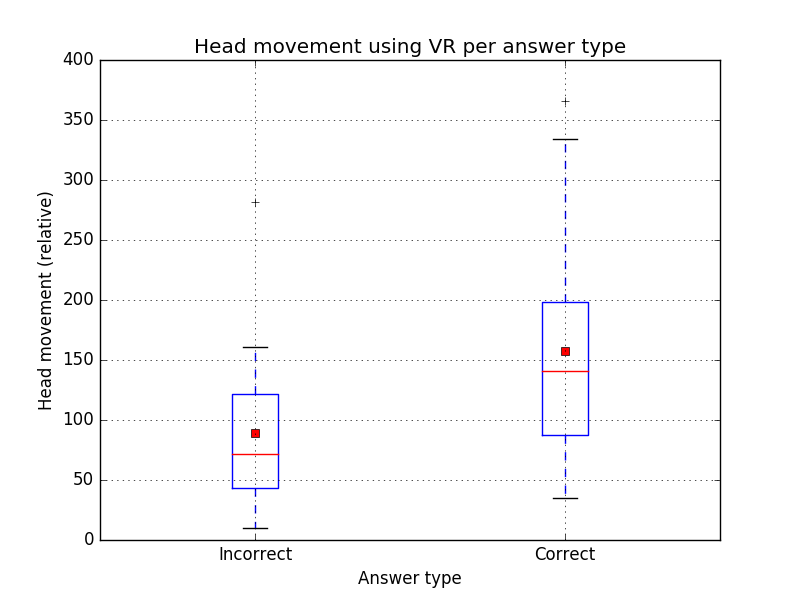 Head movement using VR per answer type
400
350
300
250
200
150
100
50
0
Head movement (relative)
Incorrect
Correct
Answer type